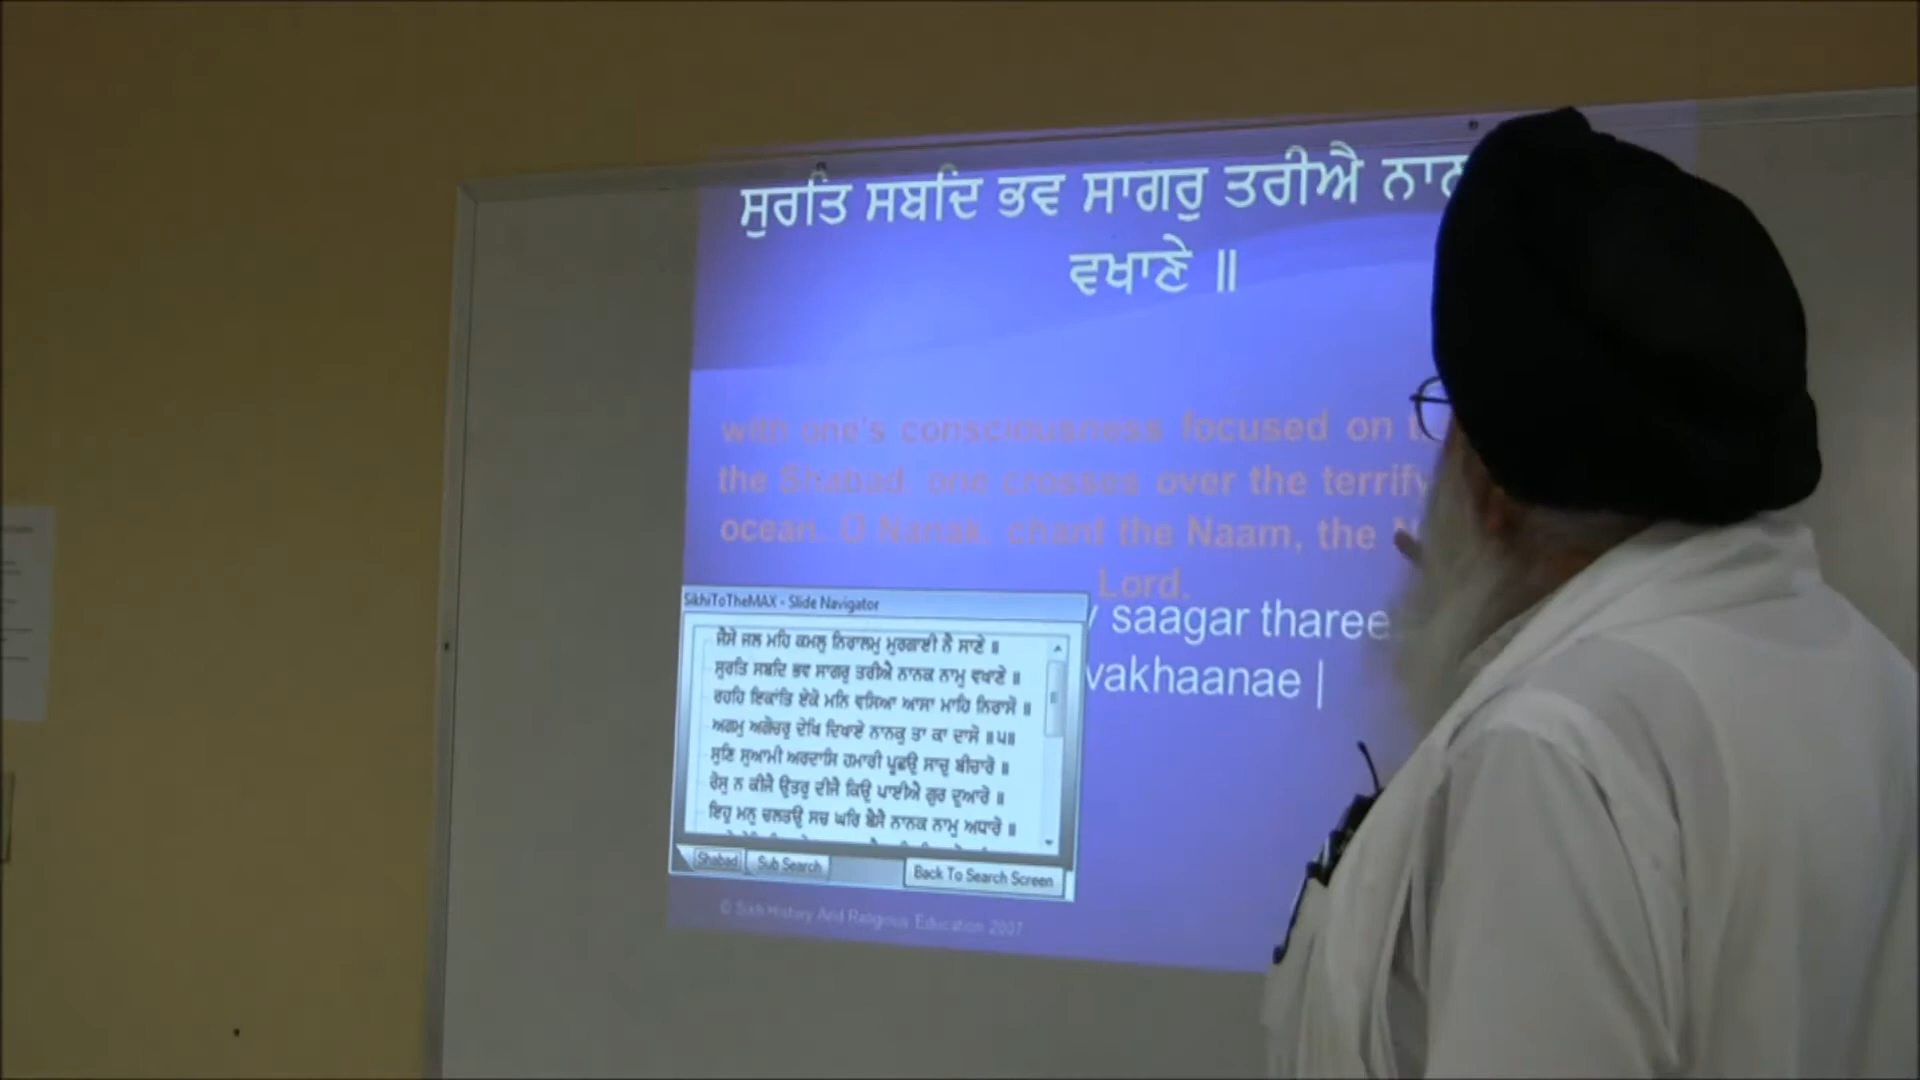 ਸੁਰਤਿ ਸਬਦਿ ਭਵ ਸਾਗਰੁ ਤਰੀਐ
ਵਖਾਣੇ ॥
with one's consciousness focused on
the Shabad, one crosses over the
ocean. O Nanak, chant the Naam, the
Lord.
saagar
vakhaanae |
SikhiToTheMAX - Slide Navigator
ਜੈਸੇ ਜਲ ਮਹਿ ਕਮਲੁ ਨਿਰਾਲਮੁ ਮੁਰਗਾਈ ਨੈ ਸਾਣੇ ॥
ਸੁਰਤਿ ਸਬਦਿ ਭਵ ਸਾਗਰੁ ਤਰੀਐ ਨਾਨਕ ਨਾਮੁ ਵਖਾਣੇ ॥
ਰਹਹਿ ਇਕਾਂਤਿ ਏਕੋ ਮਨਿ ਵਸਿਆ ਆਸਾ ਮਾਹਿ ਨਿਰਾਸੋ ॥
ਅਗਮੁ ਅਗੋਚਰੁ ਦੇਖਿ ਦਿਖਾਏ ਨਾਨਕੁ ਤਾ ਕਾ ਦਾਸੋ ॥੫॥
ਸੁਣਿ ਸੁਆਮੀ ਅਰਦਾਸਿ ਹਮਾਰੀ ਪੂਛਉ ਸਾਚੁ ਬੀਚਾਰੋ ॥
ਰੋਸੁ ਨ ਕੀਜੈ ਉਤਰੁ ਦੀਜੈ ਕਿਉ ਪਾਈਐ ਗੁਰ ਦੁਆਰੋ ॥
ਇਹੁ ਮਨੁ ਚਲਤਉ ਸਚ ਘਰਿ ਬੈਸੈ ਨਾਨਕ ਨਾਮੁ ਅਧਾਰੋ ॥
Shabad Sub Search Back To Search Screen
© Sikh History And Religious Education 2007